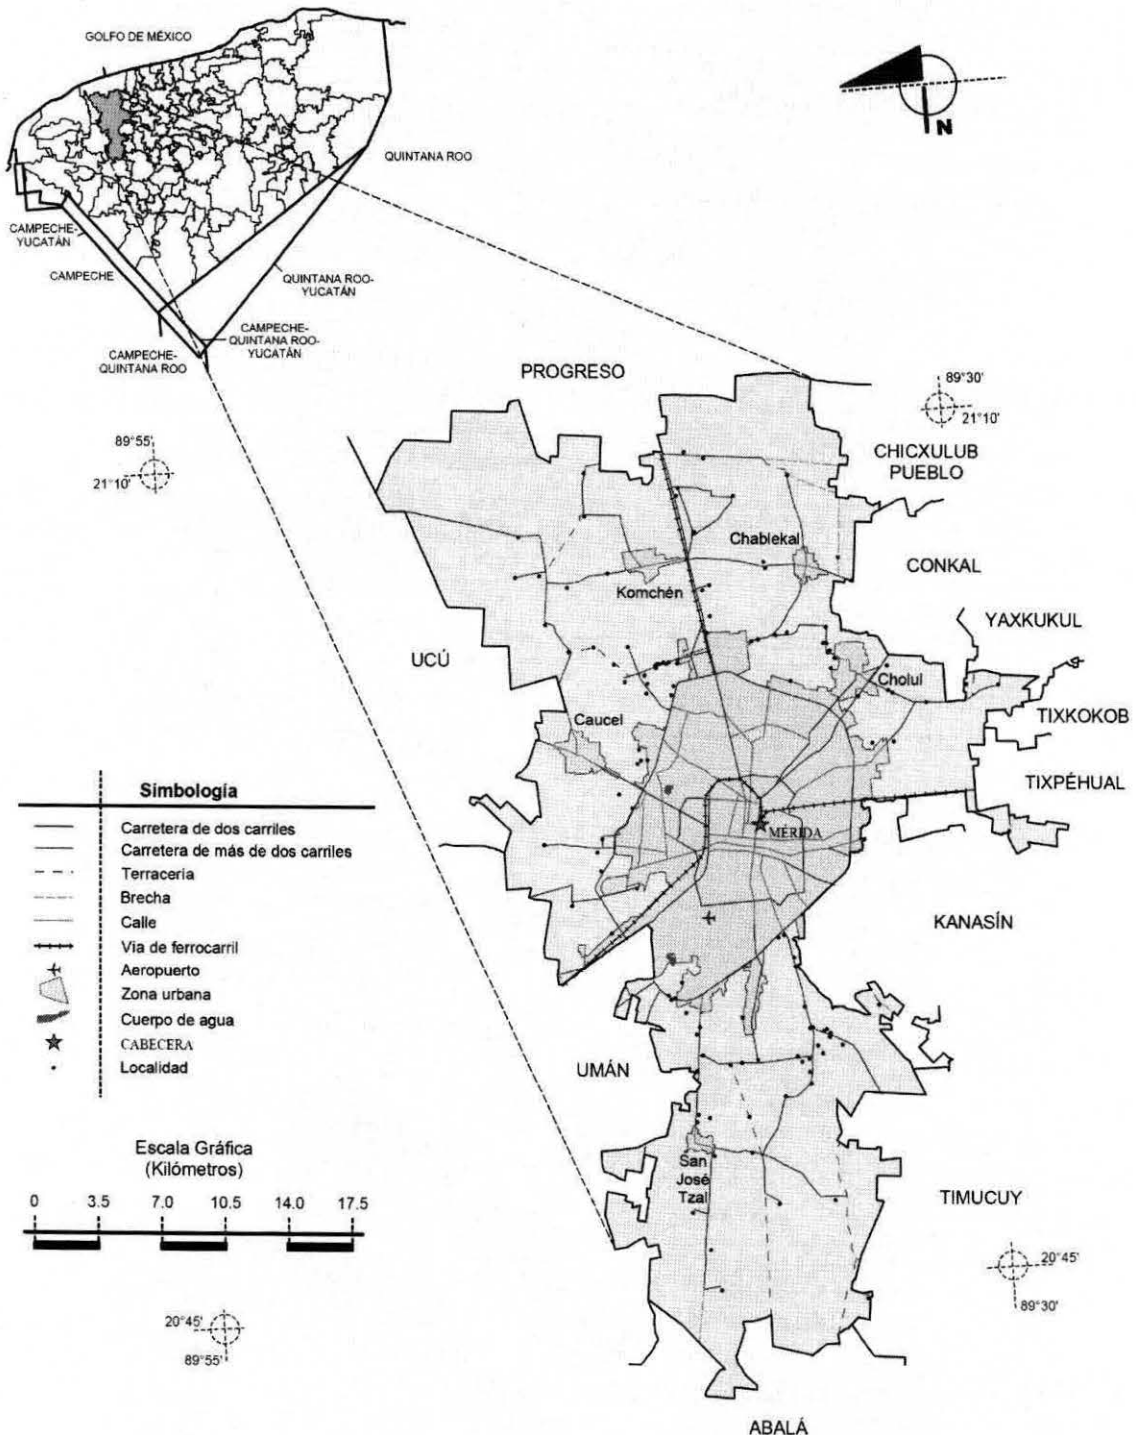 GOLFO DE MÉXICO
N
QUINTANA ROO
CAMPECHE-
YUCATÁN
CAMPECHE
QUINTANA ROO-
YUCATÁN
CAMPECHE-
QUINTANA ROO-
YUCATÁN
CAMPECHE-
QUINTANA ROO
PROGRESO
89°30'
21°10'
89°55'
21°10'
CHICXULUB
PUEBLO
Chablekal
CONKAL
Komchén
YAXKUKUL
UCÚ
Cholul
TIXKOKOB
Caucel
TIXPÉHUAL
MÉRIDA
KANASÍN
Simbología
Carretera de dos carriles
Carretera de más de dos carriles
Terracería
Brecha
Calle
Via de ferrocarril
Aeropuerto
Zona urbana
Cuerpo de agua
CABECERA
Localidad
UMÁN
Escala Gráfica
(Kilómetros)
0 3.5 7.0 10.5 14.0 17.5
San
José
Tzal
TIMUCUY
20°45'
89°30'
20°45'
89°55'
ABALÁ